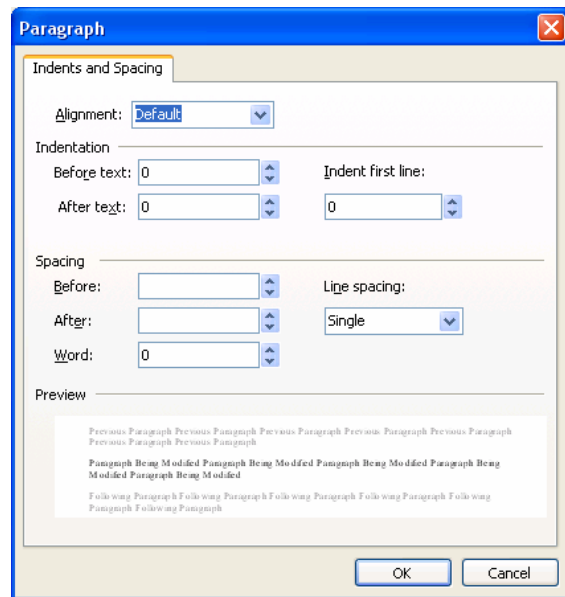 Paragraph
Indents and Spacing
Alignment: Default
Indentation
Before text: 0
Indent first line:
After text: 0
0
Spacing
Before:
Line spacing:
After:
Single
Word: 0
Preview
Previous Paragraph Previous Paragraph Previous Paragraph Previous Paragraph Previous Paragraph
Previous Paragraph Previous Paragraph
Paragraph Being Modified Paragraph Being Modified Paragraph Being Modified Paragraph Being
Modified Paragraph Being Modified
Following Paragraph Following Paragraph Following Paragraph Following Paragraph Following
Paragraph Following Paragraph
OK
Cancel